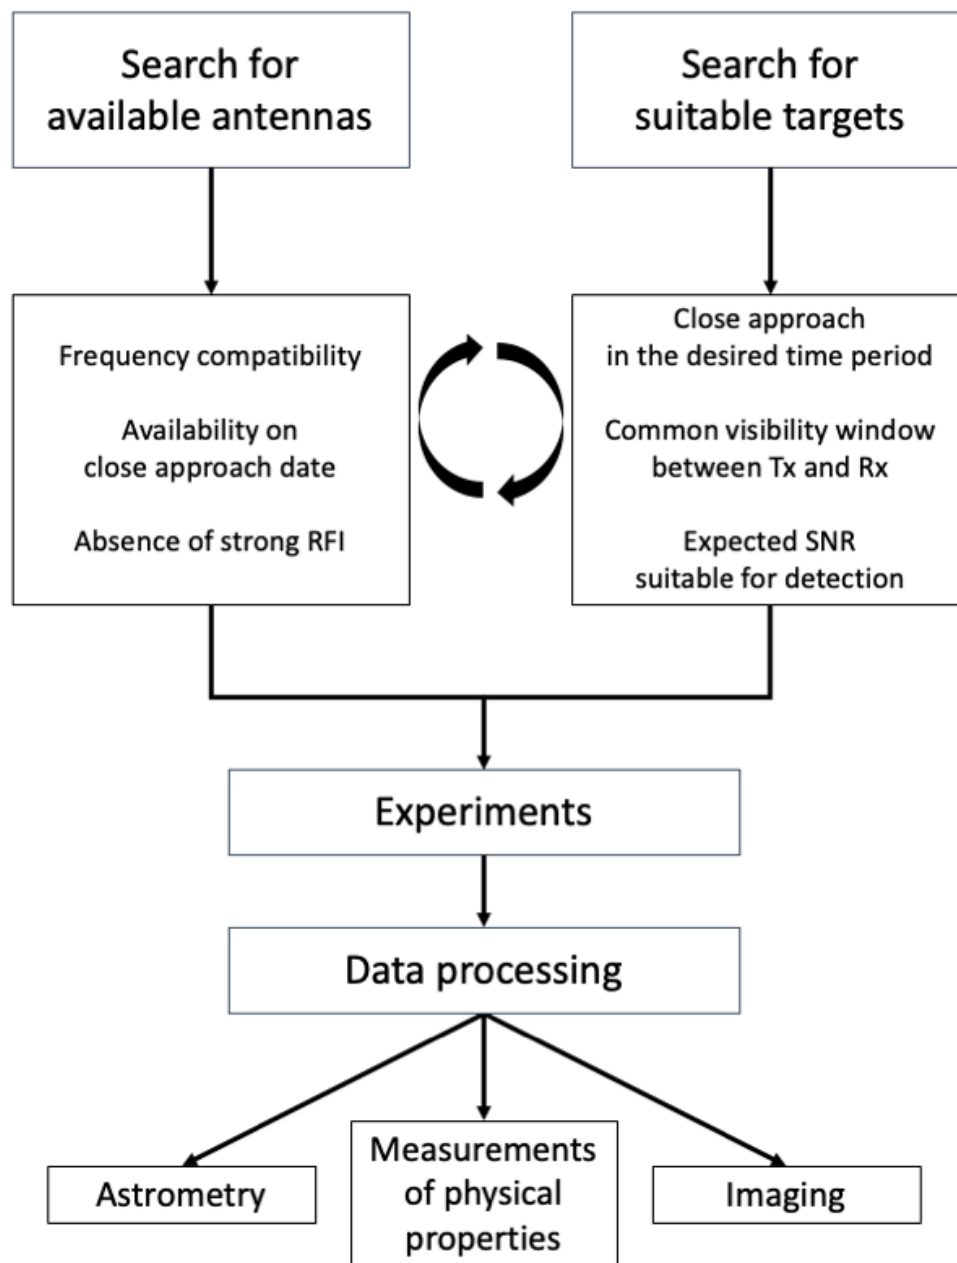 Search for
available antennas
Search for
suitable targets
Frequency compatibility
Availability on
close approach date
Absence of strong RFI
Close approach
in the desired time period
Common visibility window
between Tx and Rx
Expected SNR
suitable for detection
Experiments
Data processing
Astrometry
Measurements
of physical
properties
Imaging